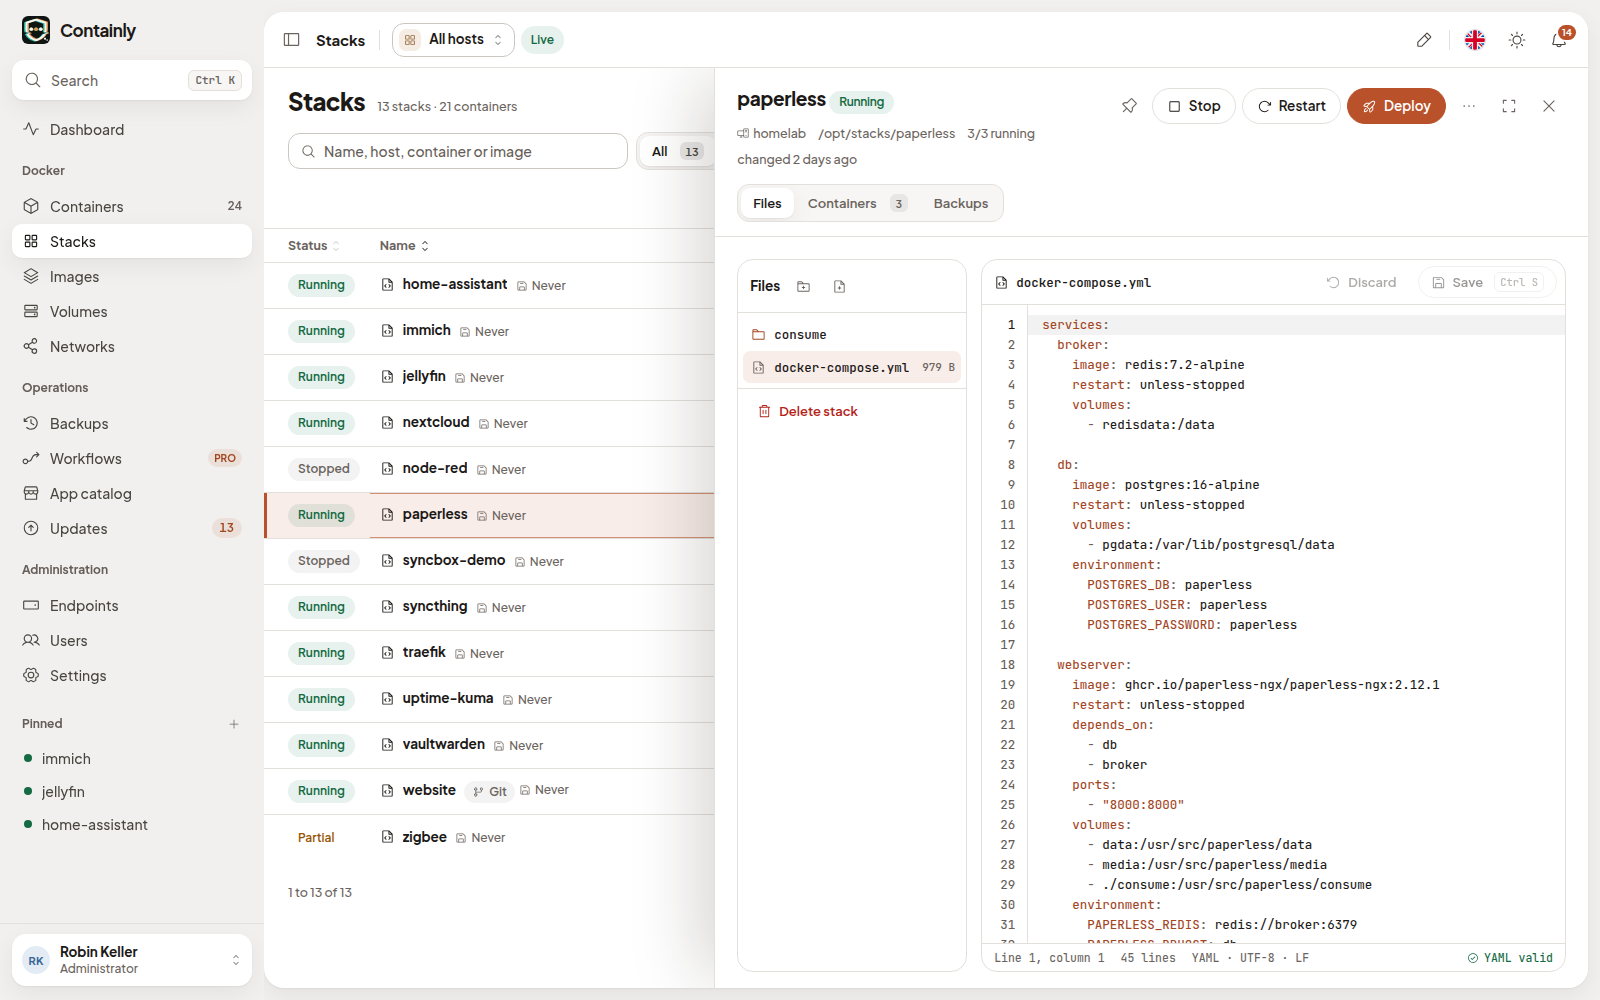 Containly
Search Ctrl K
Dashboard
Docker
Containers 24
Stacks
Images
Volumes
Networks
Operations
Backups
Workflows PRO
App catalog
Updates 13
Administration
Endpoints
Users
Settings
Pinned
immich
jellyfin
home-assistant
RK Robin Keller
Administrator
Stacks All hosts Live 14
Stacks 13 stacks · 21 containers
Name, host, container or image All 13
Status Name
Running home-assistant Never
Running immich Never
Running jellyfin Never
Running nextcloud Never
Stopped node-red Never
Running paperless Never
Stopped syncbox-demo Never
Running syncthing Never
Running traefik Never
Running uptime-kuma Never
Running vaultwarden Never
Running website Git Never
Partial zigbee Never
1 to 13 of 13
paperless Running Stop Restart Deploy ···
homelab /opt/stacks/paperless 3/3 running
changed 2 days ago
Files Containers 3 Backups
Files
consume
docker-compose.yml 979 B
Delete stack
docker-compose.yml Discard Save Ctrl S
1 services:
2 broker:
3 image: redis:7.2-alpine
4 restart: unless-stopped
5 volumes:
6 - redisdata:/data
7
8 db:
9 image: postgres:16-alpine
10 restart: unless-stopped
11 volumes:
12 - pgdata:/var/lib/postgresql/data
13 environment:
14 POSTGRES_DB: paperless
15 POSTGRES_USER: paperless
16 POSTGRES_PASSWORD: paperless
17
18 webserver:
19 image: ghcr.io/paperless-ngx/paperless-ngx:2.12.1
20 restart: unless-stopped
21 depends_on:
22 - db
23 - broker
24 ports:
25 - "8000:8000"
26 volumes:
27 - data:/usr/src/paperless/data
28 - media:/usr/src/paperless/media
29 - ./consume:/usr/src/paperless/consume
30 environment:
31 PAPERLESS_REDIS: redis://broker:6379
32 PAPERLESS_DBHOST: db
Line 1, column 1 45 lines YAML · UTF-8 · LF YAML valid